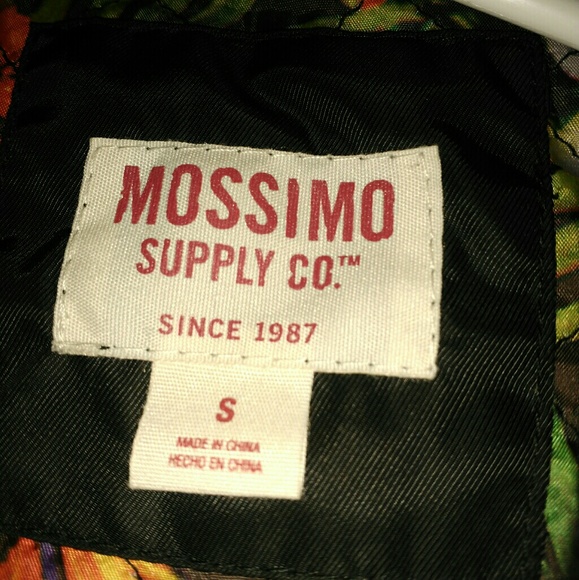 MOSSIMO
SUPPLY CO.™
SINCE 1987
S
MADE IN CHINA
HECHO EN CHINA